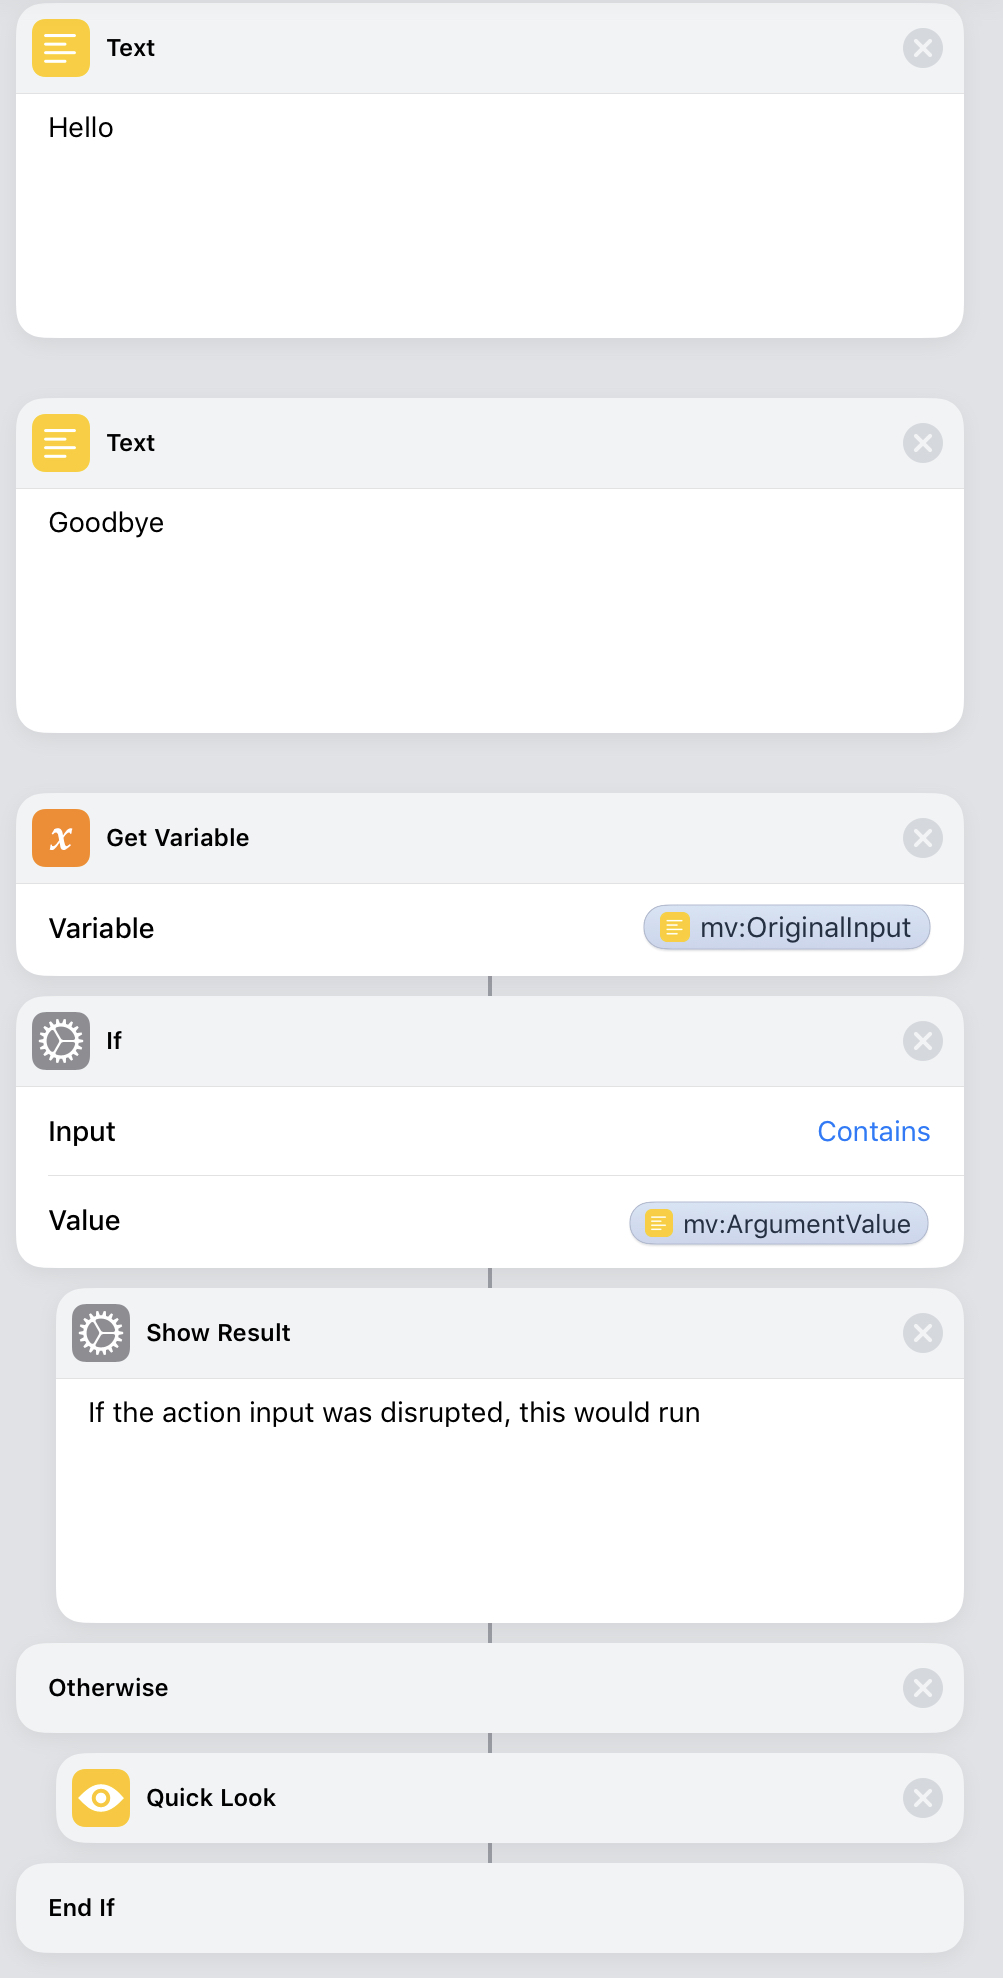 Text
Hello
Text
Goodbye
Get Variable
Variable mv:OriginalInput
If
Input Contains
Value mv:ArgumentValue
Show Result
If the action input was disrupted, this would run
Otherwise
Quick Look
End If